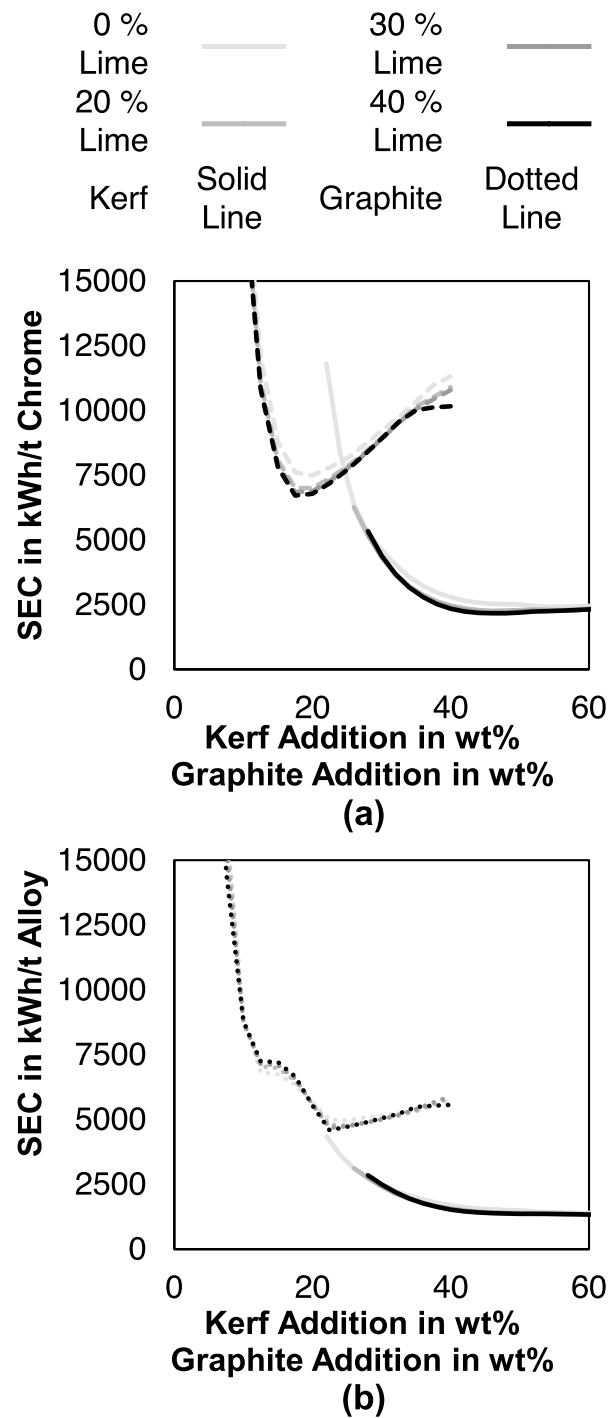 0 % 30 %
Lime Lime
20 % 40 %
Lime Lime
Kerf Solid Line Graphite Dotted Line
15000
12500
10000
7500
5000
2500
0
SEC in kWh/t Chrome
0 20 40 60
Kerf Addition in wt%
Graphite Addition in wt%
(a)
15000
12500
10000
7500
5000
2500
0
SEC in kWh/t Alloy
0 20 40 60
Kerf Addition in wt%
Graphite Addition in wt%
(b)